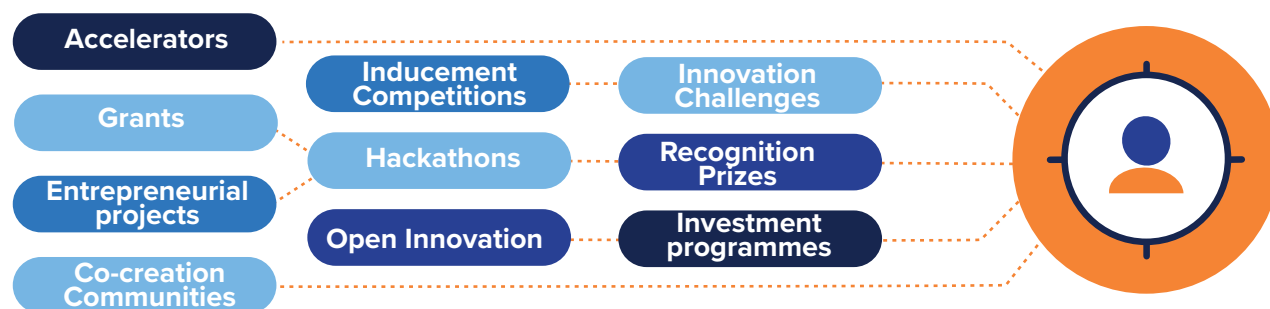 Accelerators
Grants
Entrepreneurial
projects
Co-creation
Communities
Inducement
Competitions
Hackathons
Open Innovation
Innovation
Challenges
Recognition
Prizes
Investment
programmes